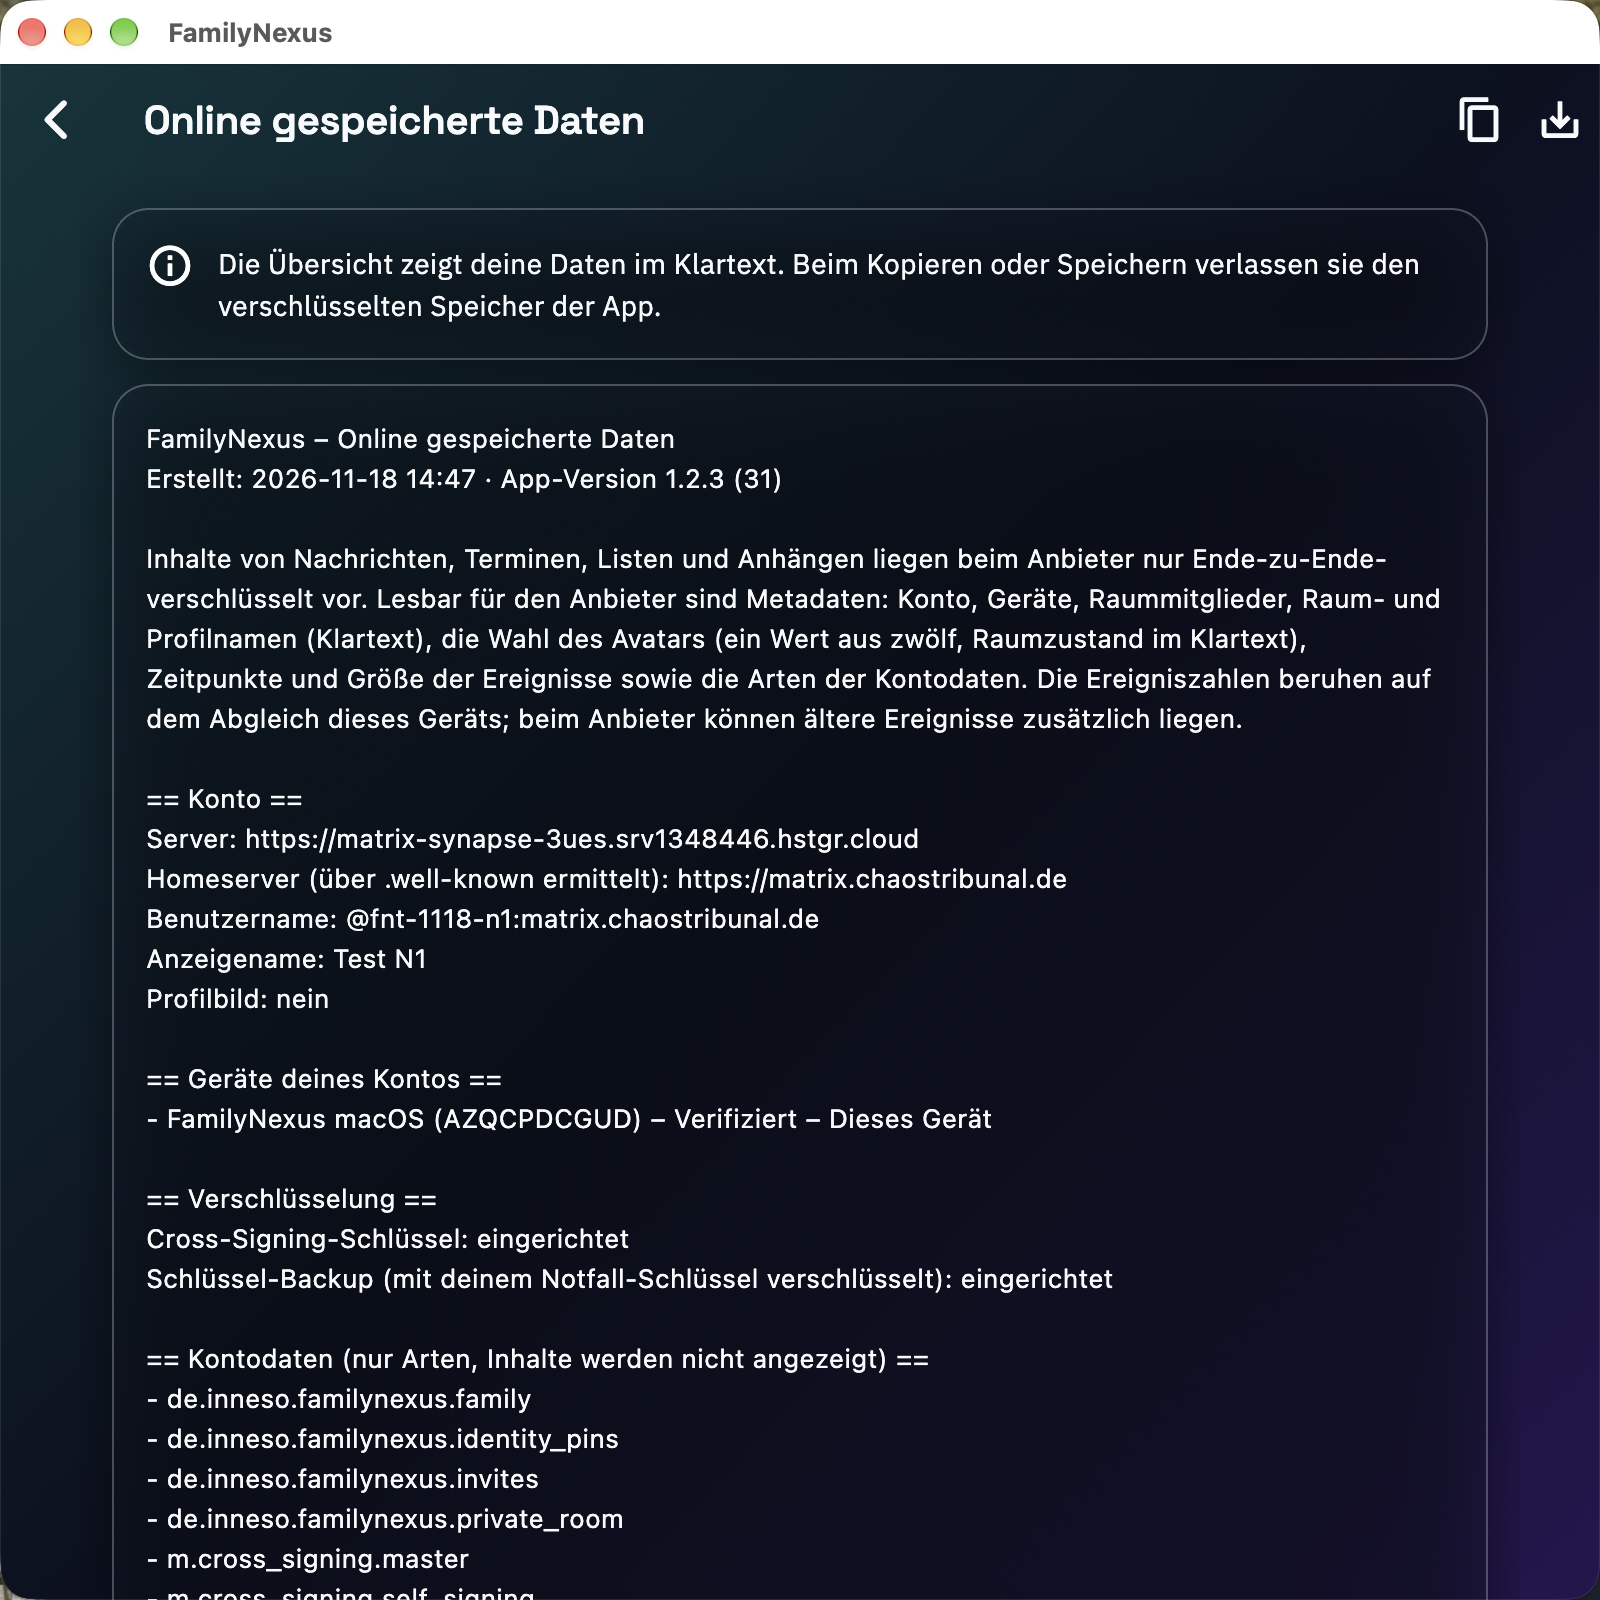 FamilyNexus
Online gespeicherte Daten
Die Übersicht zeigt deine Daten im Klartext. Beim Kopieren oder Speichern verlassen sie den
verschlüsselten Speicher der App.
FamilyNexus – Online gespeicherte Daten
Erstellt: 2026-11-18 14:47 · App-Version 1.2.3 (31)
Inhalte von Nachrichten, Terminen, Listen und Anhängen liegen beim Anbieter nur Ende-zu-Ende-
verschlüsselt vor. Lesbar für den Anbieter sind Metadaten: Konto, Geräte, Raummitglieder, Raum- und
Profilnamen (Klartext), die Wahl des Avatars (ein Wert aus zwölf, Raumzustand im Klartext),
Zeitpunkte und Größe der Ereignisse sowie die Arten der Kontodaten. Die Ereigniszahlen beruhen auf
dem Abgleich dieses Geräts; beim Anbieter können ältere Ereignisse zusätzlich liegen.
== Konto ==
Server: https://matrix-synapse-3ues.srv1348446.hstgr.cloud
Homeserver (über .well-known ermittelt): https://matrix.chaostribunal.de
Benutzername: @fnt-1118-n1:matrix.chaostribunal.de
Anzeigename: Test N1
Profilbild: nein
== Geräte deines Kontos ==
- FamilyNexus macOS (AZQCPDCGUD) – Verifiziert – Dieses Gerät
== Verschlüsselung ==
Cross-Signing-Schlüssel: eingerichtet
Schlüssel-Backup (mit deinem Notfall-Schlüssel verschlüsselt): eingerichtet
== Kontodaten (nur Arten, Inhalte werden nicht angezeigt) ==
- de.inneso.familynexus.family
- de.inneso.familynexus.identity_pins
- de.inneso.familynexus.invites
- de.inneso.familynexus.private_room
- m.cross_signing.master
- m.cross_signing.self_signing